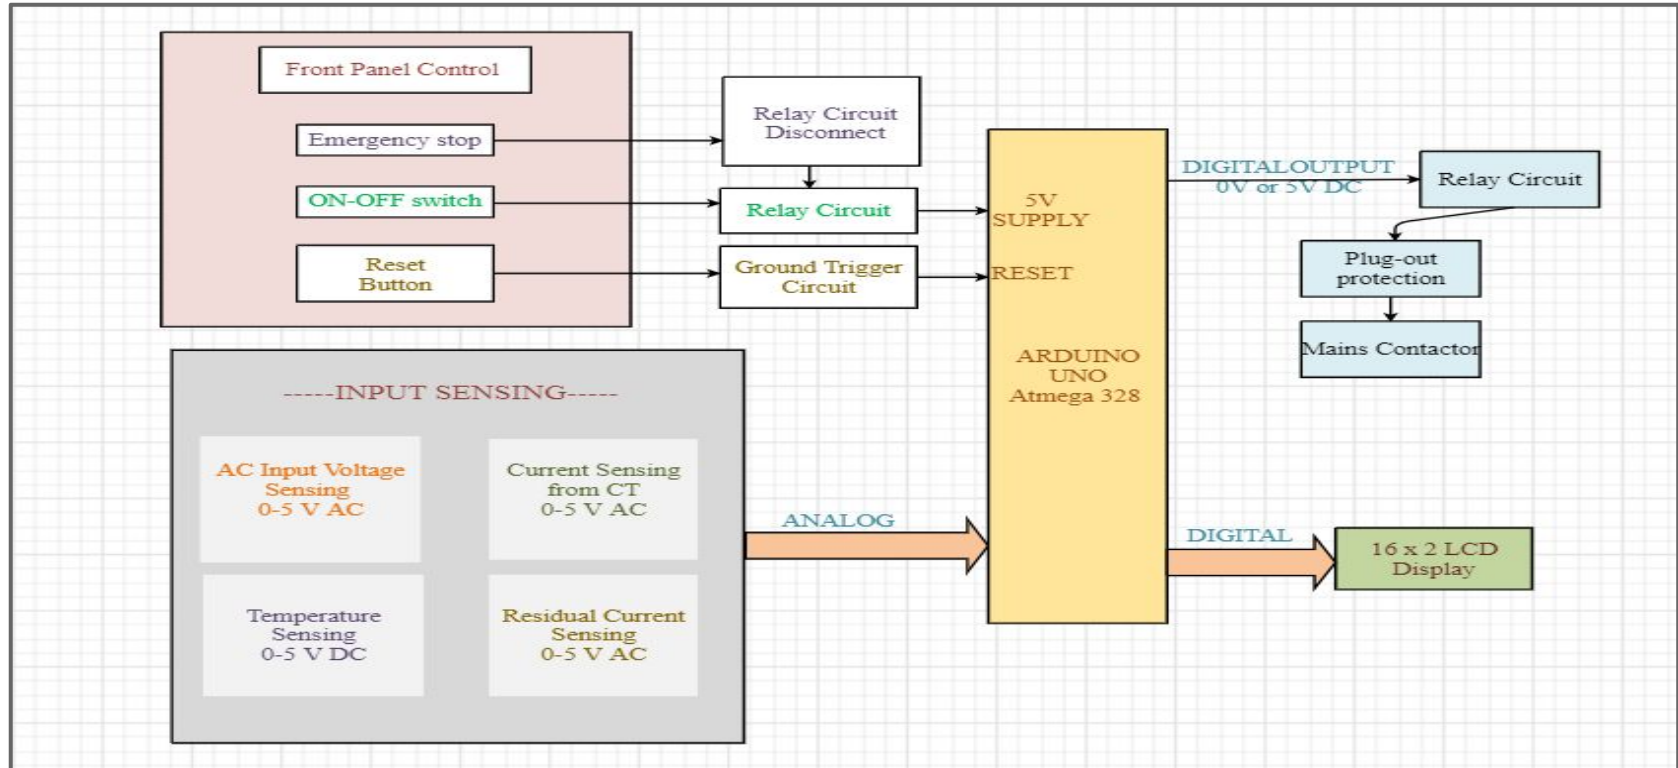 Front Panel Control
Emergency stop
ON-OFF switch
Reset
Button
Relay Circuit
Disconnect
Relay Circuit
Ground Trigger
Circuit
5V
SUPPLY
RESET
ARDUINO
UNO
Atmega 328
DIGITALOUTPUT
0V or 5V DC
Relay Circuit
Plug-out
protection
Mains Contactor
-----INPUT SENSING-----
AC Input Voltage
Sensing
0-5 V AC
Current Sensing
from CT
0-5 V AC
Temperature
Sensing
0-5 V DC
Residual Current
Sensing
0-5 V AC
ANALOG
DIGITAL
16 x 2 LCD
Display